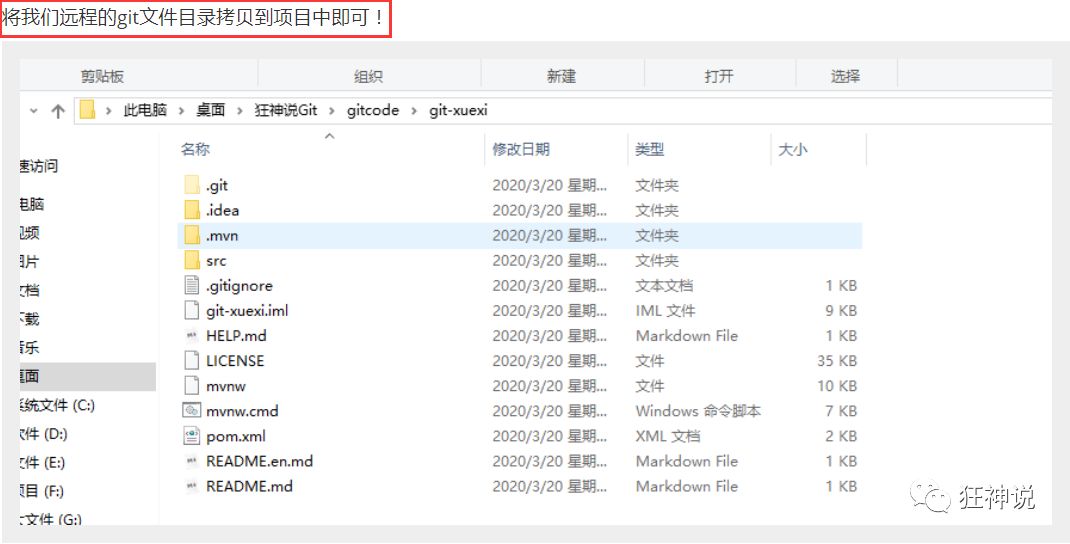 将我们远程的git文件目录拷贝到项目中即可！
剪贴板 组织 新建 打开 选择
此电脑 › 桌面 › 狂神说Git › gitcode › git-xuexi
名称 修改日期 类型 大小
速访问
电脑
视频
图片
文档
下载
音乐
桌面
系统文件 (C:)
软件 (D:)
文件 (E:)
项目 (F:)
大文件 (G:)
.git 2020/3/20 星期... 文件夹
.idea 2020/3/20 星期... 文件夹
.mvn 2020/3/20 星期... 文件夹
src 2020/3/20 星期... 文件夹
.gitignore 2020/3/20 星期... 文本文档 1 KB
git-xuexi.iml 2020/3/20 星期... IML 文件 9 KB
HELP.md 2020/3/20 星期... Markdown File 1 KB
LICENSE 2020/3/20 星期... 文件 35 KB
mvnw 2020/3/20 星期... 文件 10 KB
mvnw.cmd 2020/3/20 星期... Windows 命令脚本 7 KB
pom.xml 2020/3/20 星期... XML 文档 2 KB
README.en.md 2020/3/20 星期... Markdown File 1 KB
README.md 2020/3/20 星期... Markdown File 1 KB
狂神说